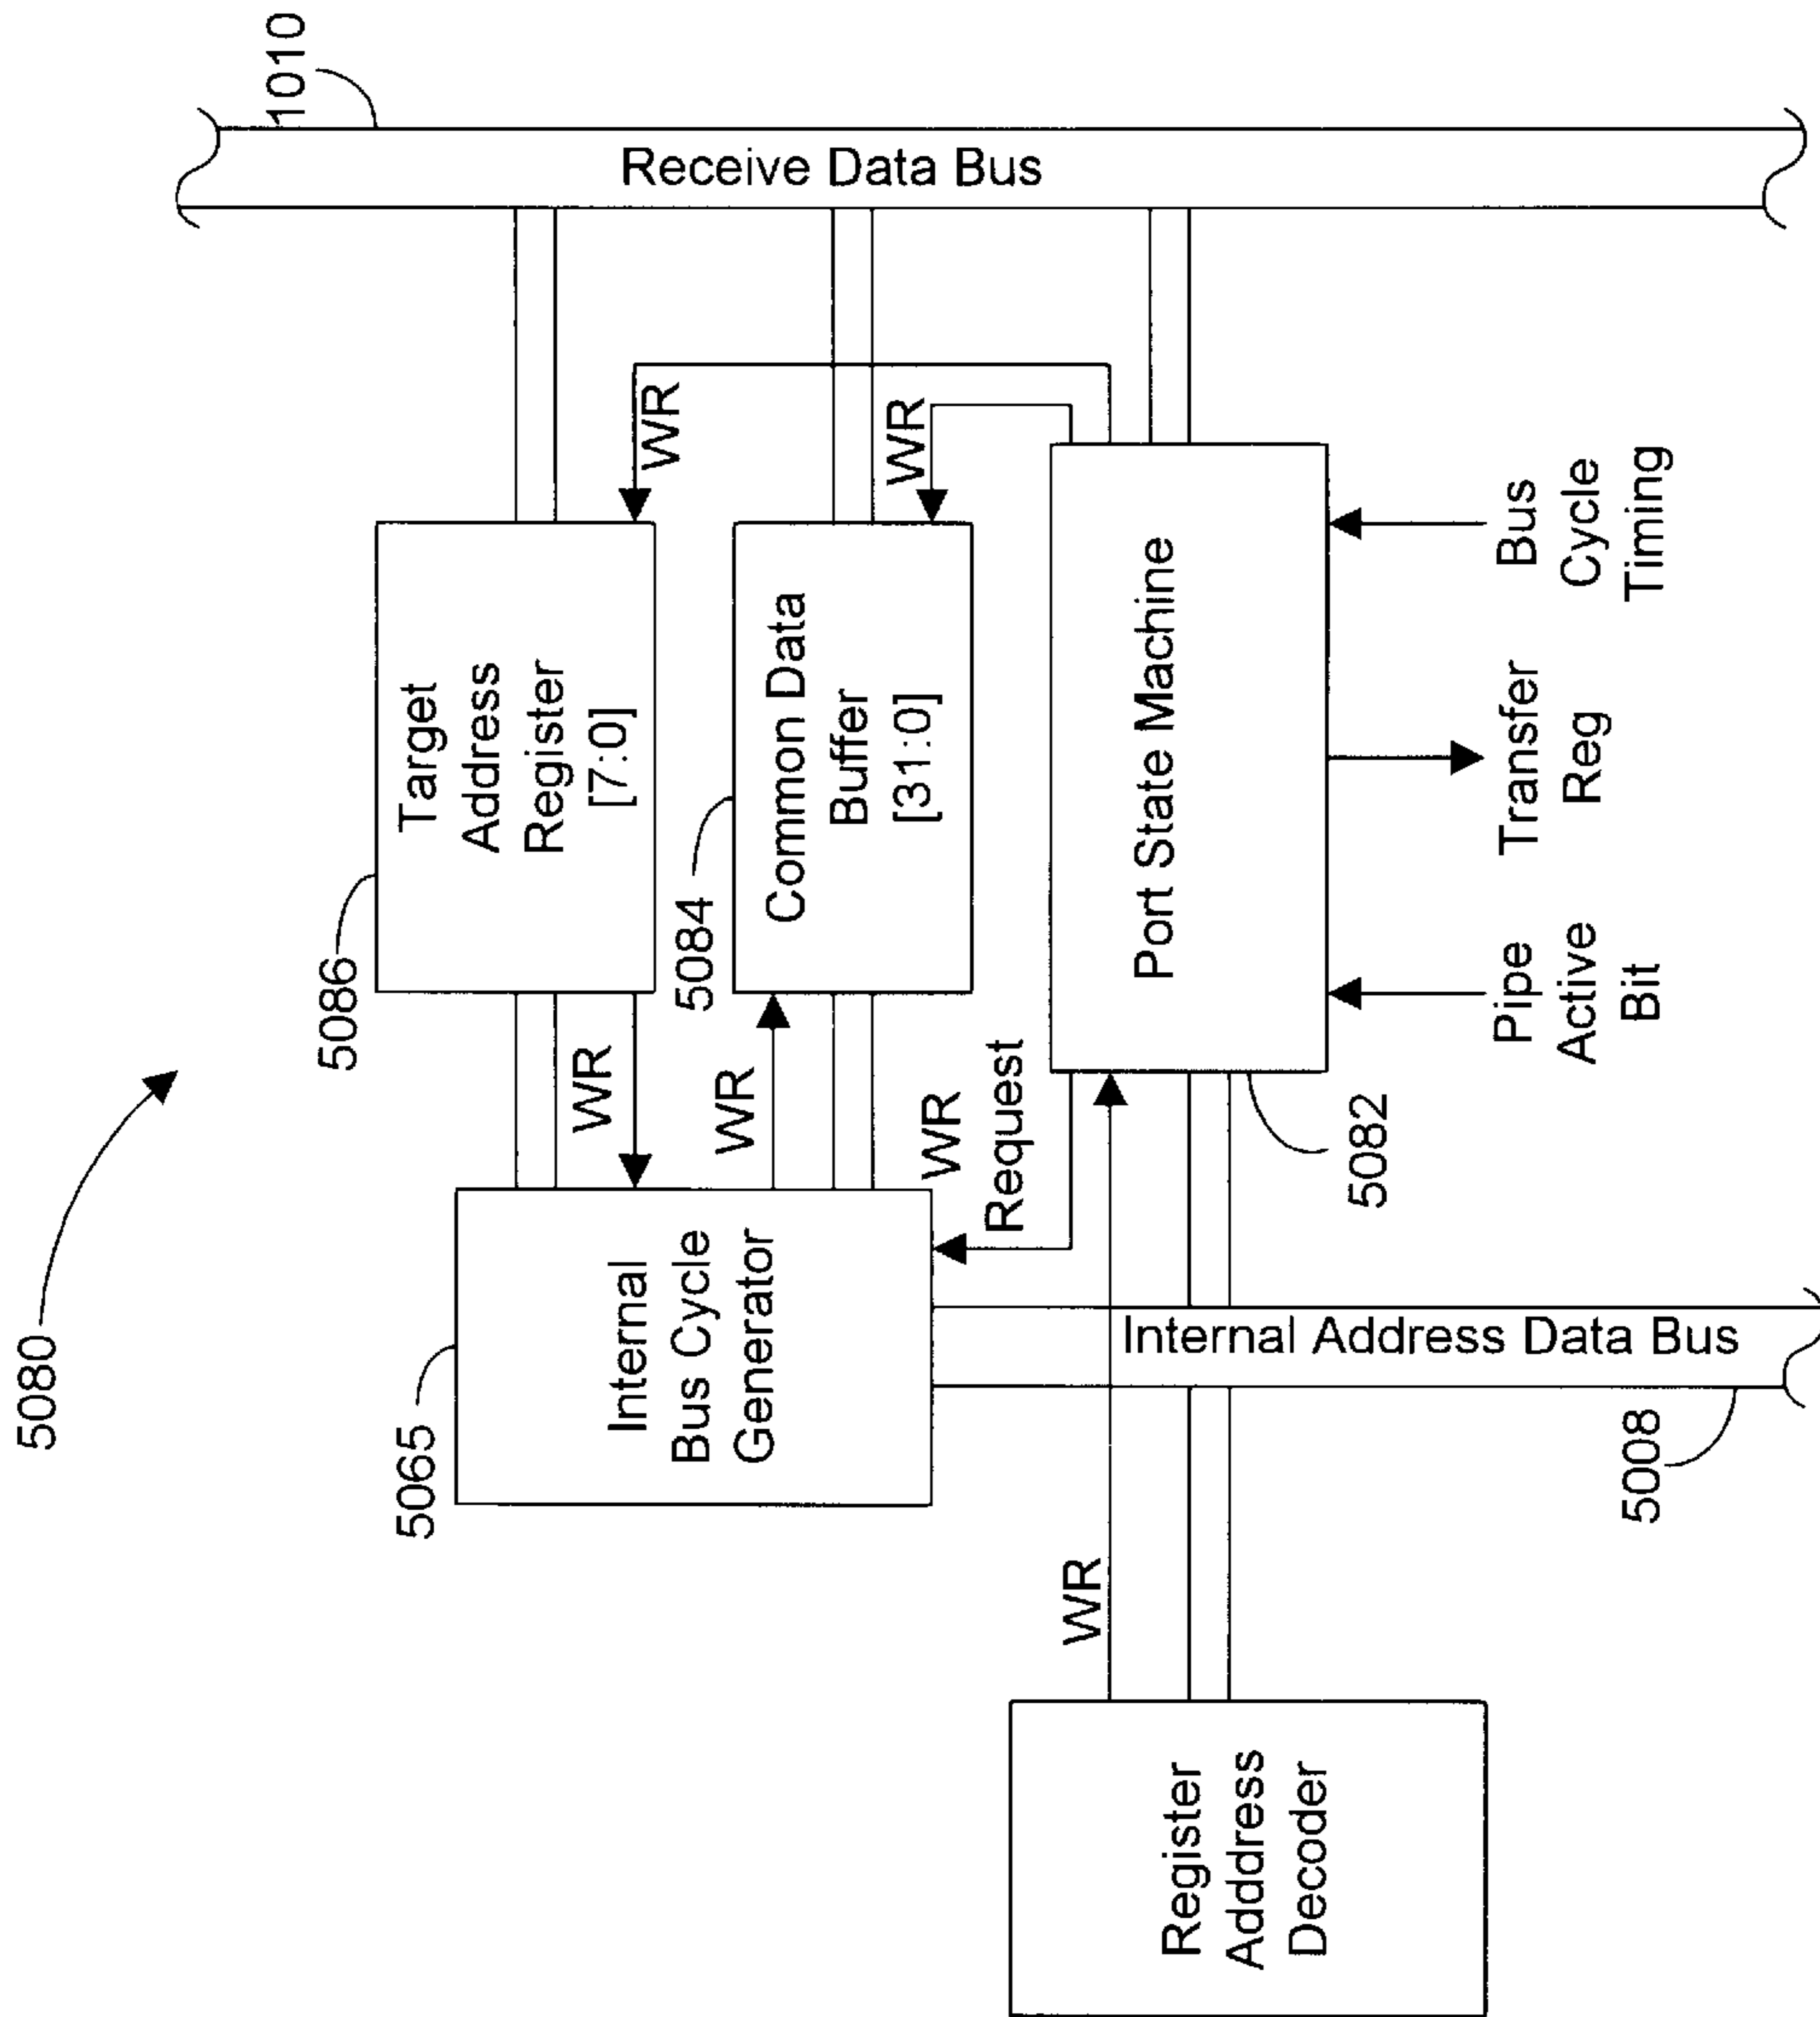 5080
5086
Target
Address
Register
[7:0]
WR
1010
Receive Data Bus
5065
Internal
Bus Cycle
Generator
WR
WR
5084
Common Data
Buffer
[31:0]
WR
WR
Request
Port State Machine
5082
WR
Register
Adddress
Decoder
Internal Address Data Bus
5008
Pipe
Active
Bit
Transfer
Reg
Bus
Cycle
Timing